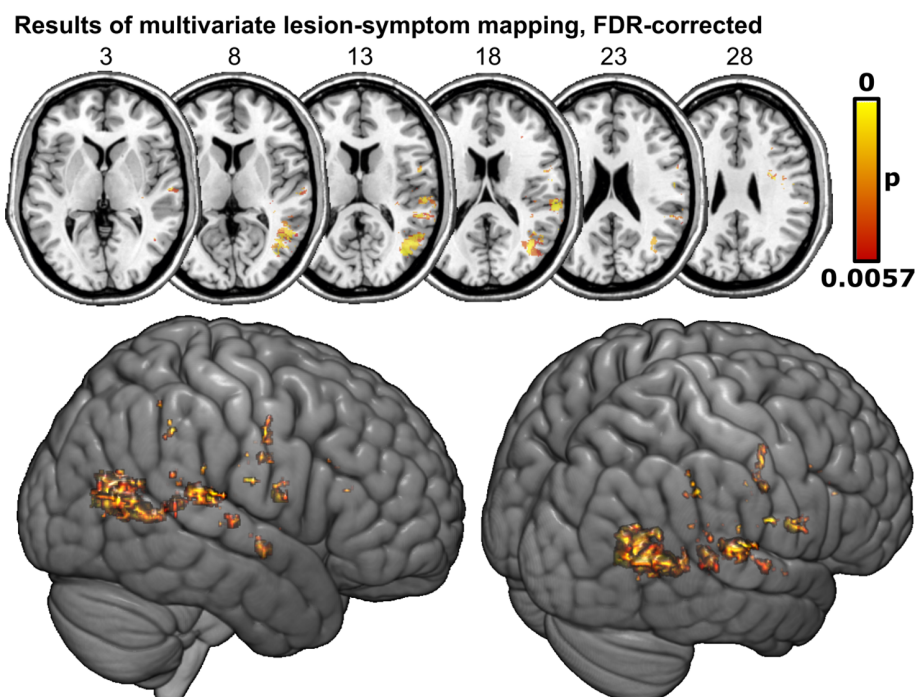 Results of multivariate lesion-symptom mapping, FDR-corrected
3 8 13 18 23 28
0
p
0.0057